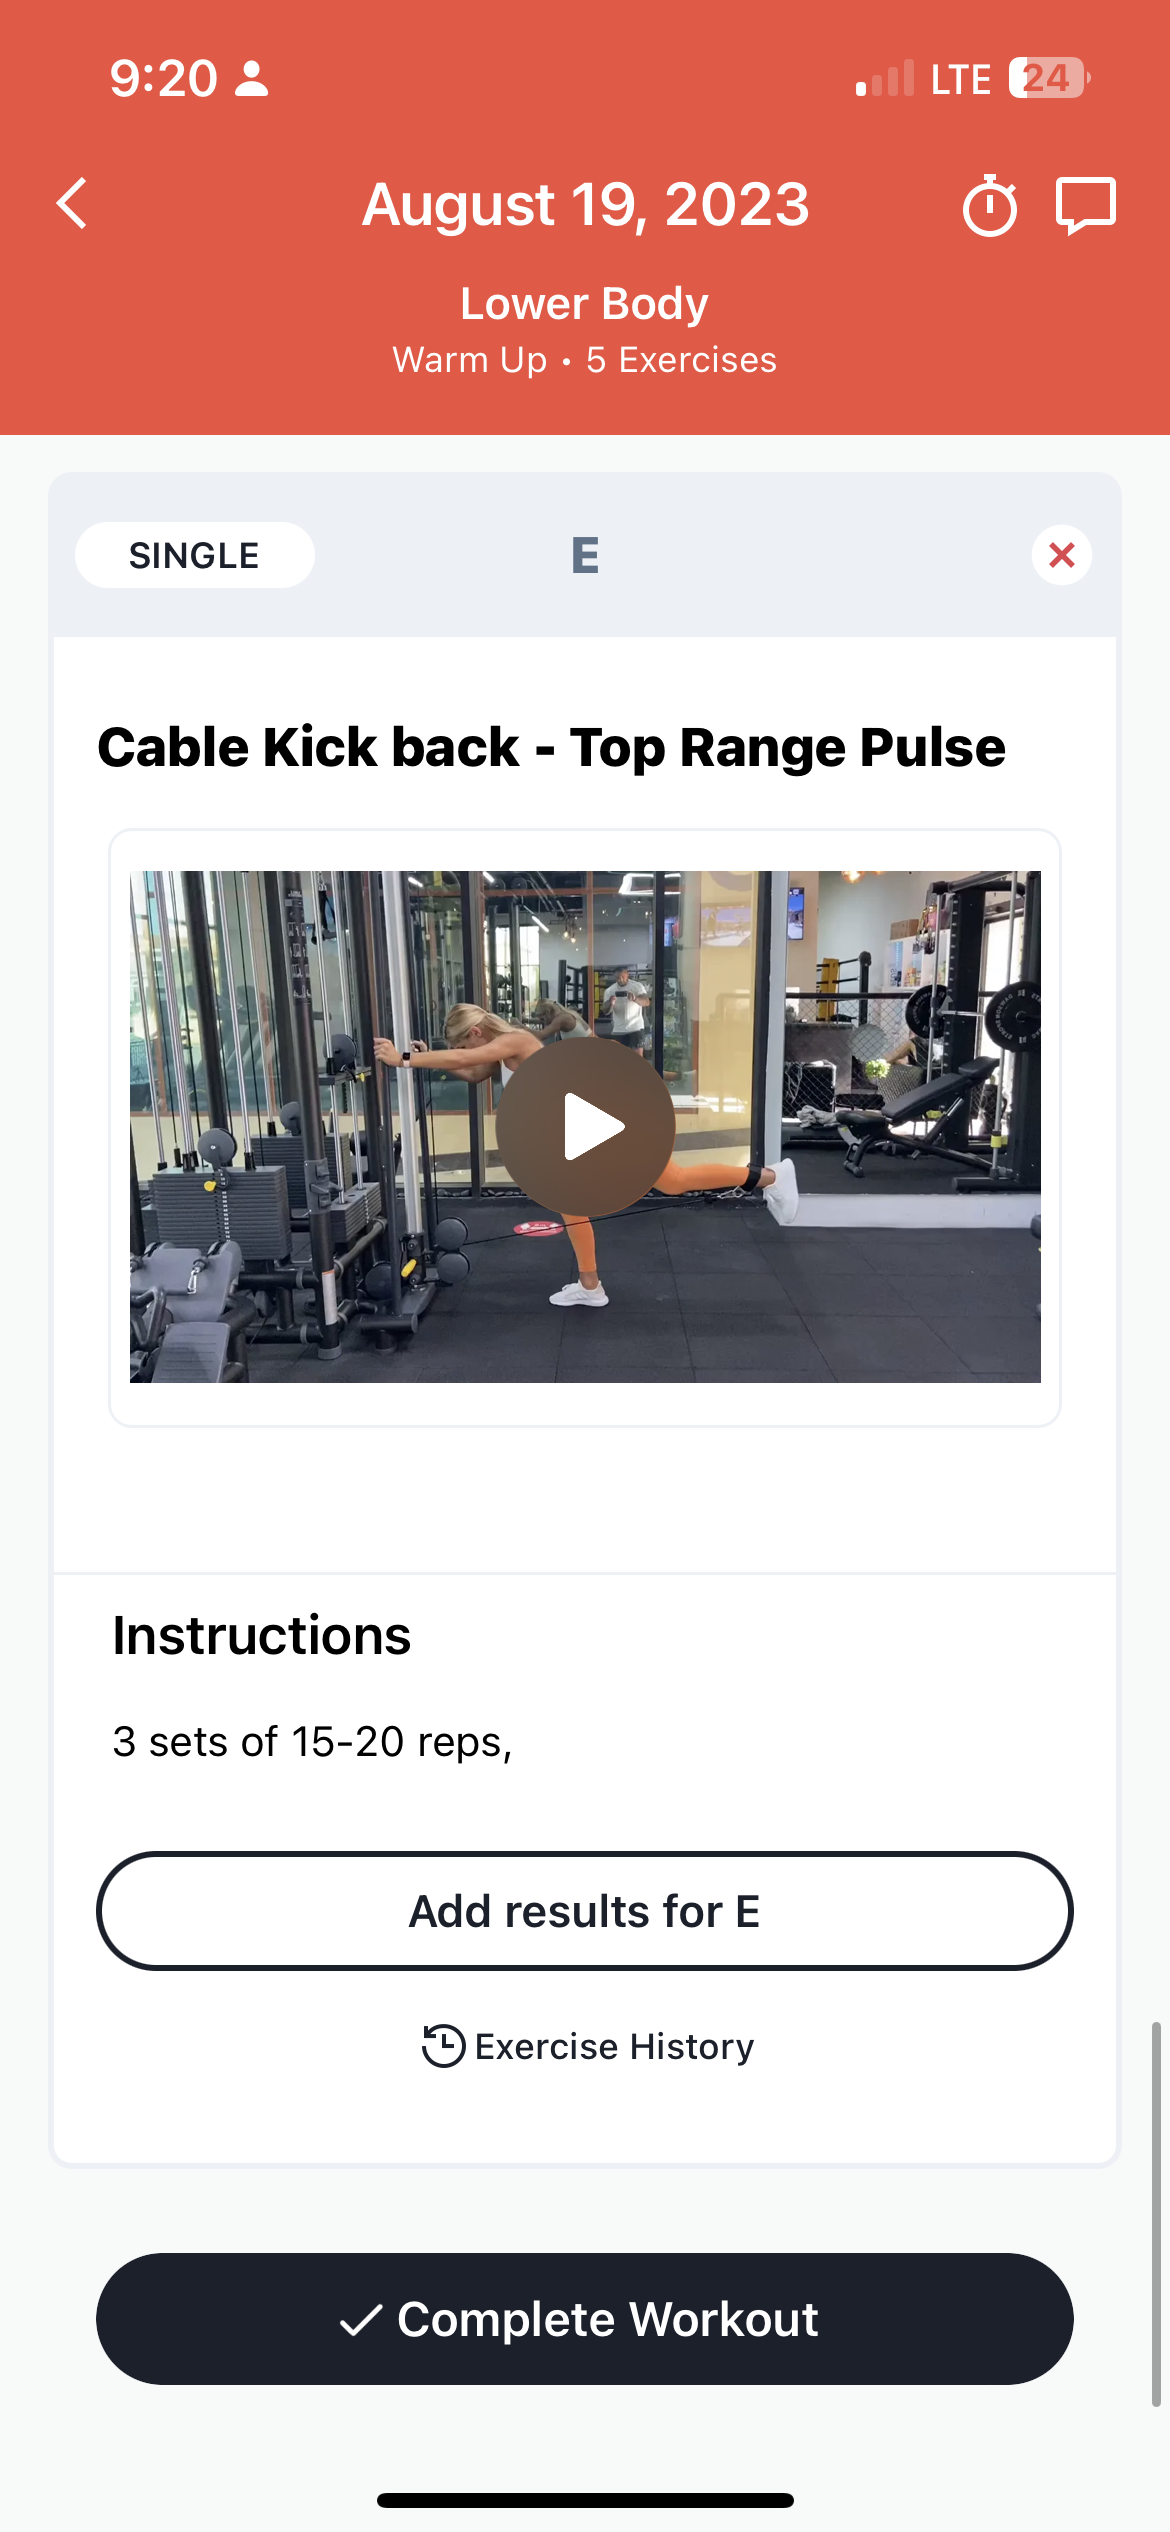 9:20
LTE 24
August 19, 2023
Lower Body
Warm Up • 5 Exercises
SINGLE
E
Cable Kick back - Top Range Pulse
Instructions
3 sets of 15-20 reps,
Add results for E
Exercise History
Complete Workout